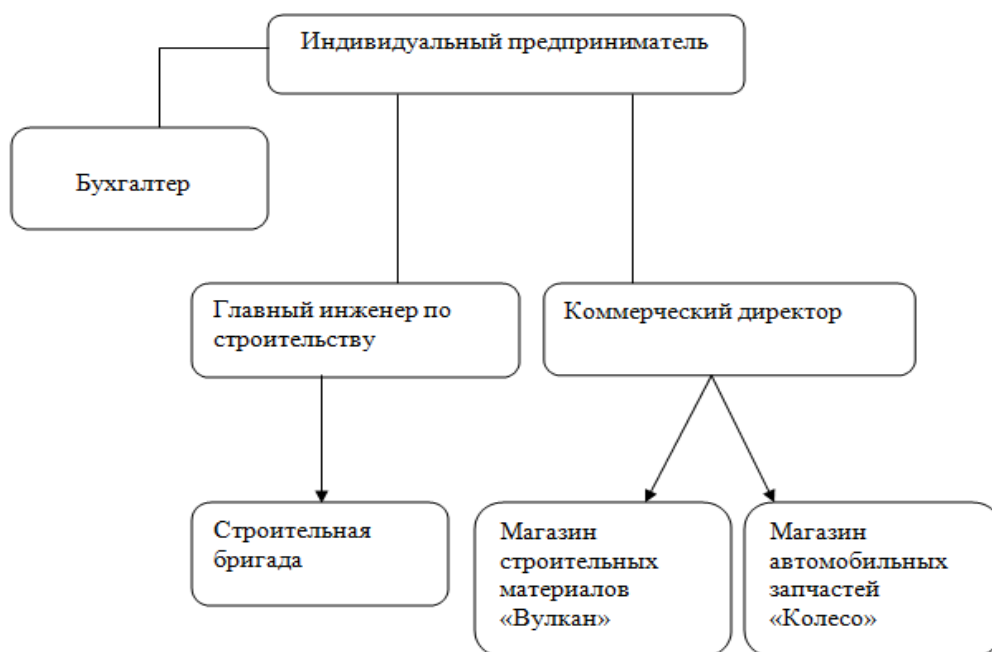 Индивидуальный предприниматель
Бухгалтер
Главный инженер по
строительству
Коммерческий директор
Строительная
бригада
Магазин
строительных
материалов
«Вулкан»
Магазин
автомобильных
запчастей
«Колесо»